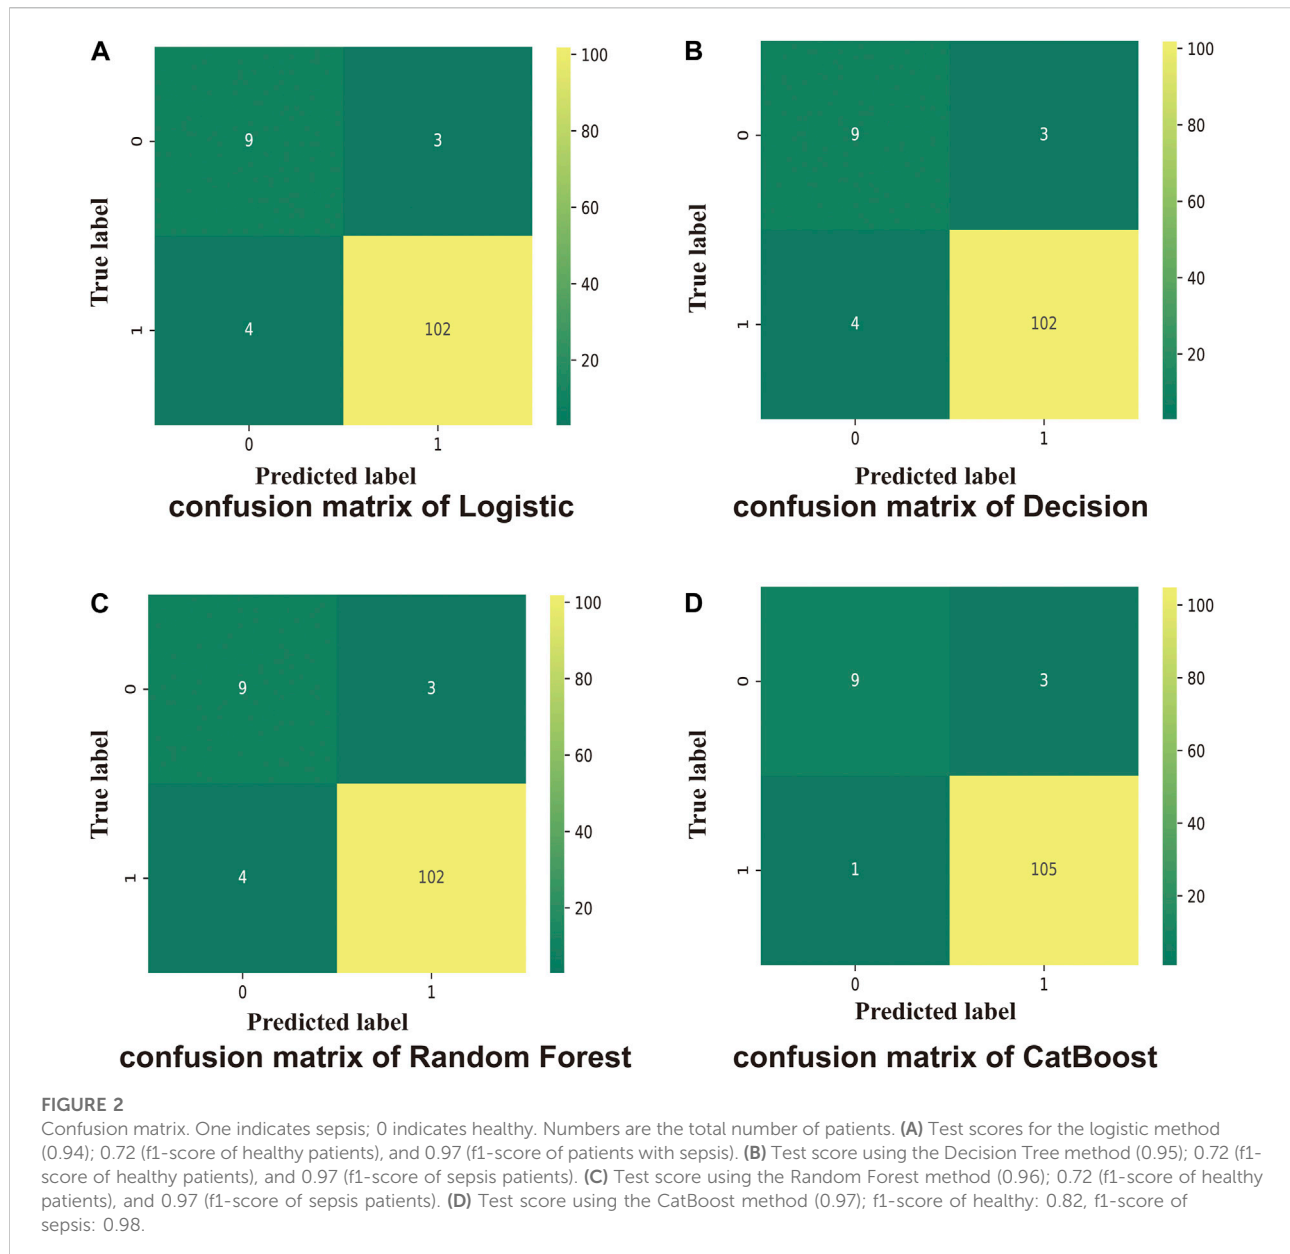 A
B
9
3
4
102
0
1
0
1
True label
Predicted label
100
80
60
40
20
confusion matrix of Logistic
9
3
4
102
0
1
0
1
True label
Predicted label
100
80
60
40
20
confusion matrix of Decision
C
9
3
4
102
0
1
0
1
True label
Predicted label
100
80
60
40
20
confusion matrix of Random Forest
D
9
3
1
105
0
1
0
1
True label
Predicted label
100
80
60
40
20
confusion matrix of CatBoost
FIGURE 2
Confusion matrix. One indicates sepsis; 0 indicates healthy. Numbers are the total number of patients. (A) Test scores for the logistic method
(0.94); 0.72 (f1-score of healthy patients), and 0.97 (f1-score of patients with sepsis). (B) Test score using the Decision Tree method (0.95); 0.72 (f1-
score of healthy patients), and 0.97 (f1-score of sepsis patients). (C) Test score using the Random Forest method (0.96); 0.72 (f1-score of healthy
patients), and 0.97 (f1-score of sepsis patients). (D) Test score using the CatBoost method (0.97); f1-score of healthy: 0.82, f1-score of
sepsis: 0.98.